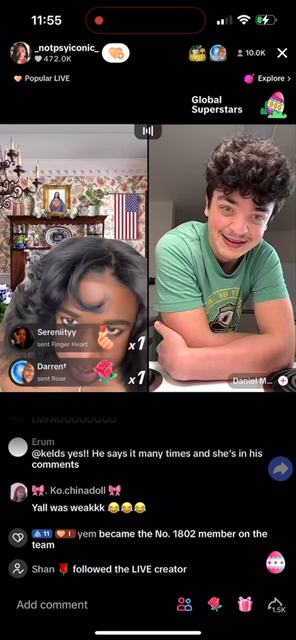 11:55
_notpsyiconic_
472.0K
10.0K
Popular LIVE
Explore >
Global
Superstars
Sereniityy
sent Finger Heart
x1
Darren†
sent Rose
x1
Daniel M...
Erum
@kelds yes!! He says it many times and she's in his
comments
Ko.chinadoll
Yall was weakkk 😂😂😂
11 1 yem became the No. 1802 member on the
team
Shan 🌹 followed the LIVE creator
Add comment
1.5K